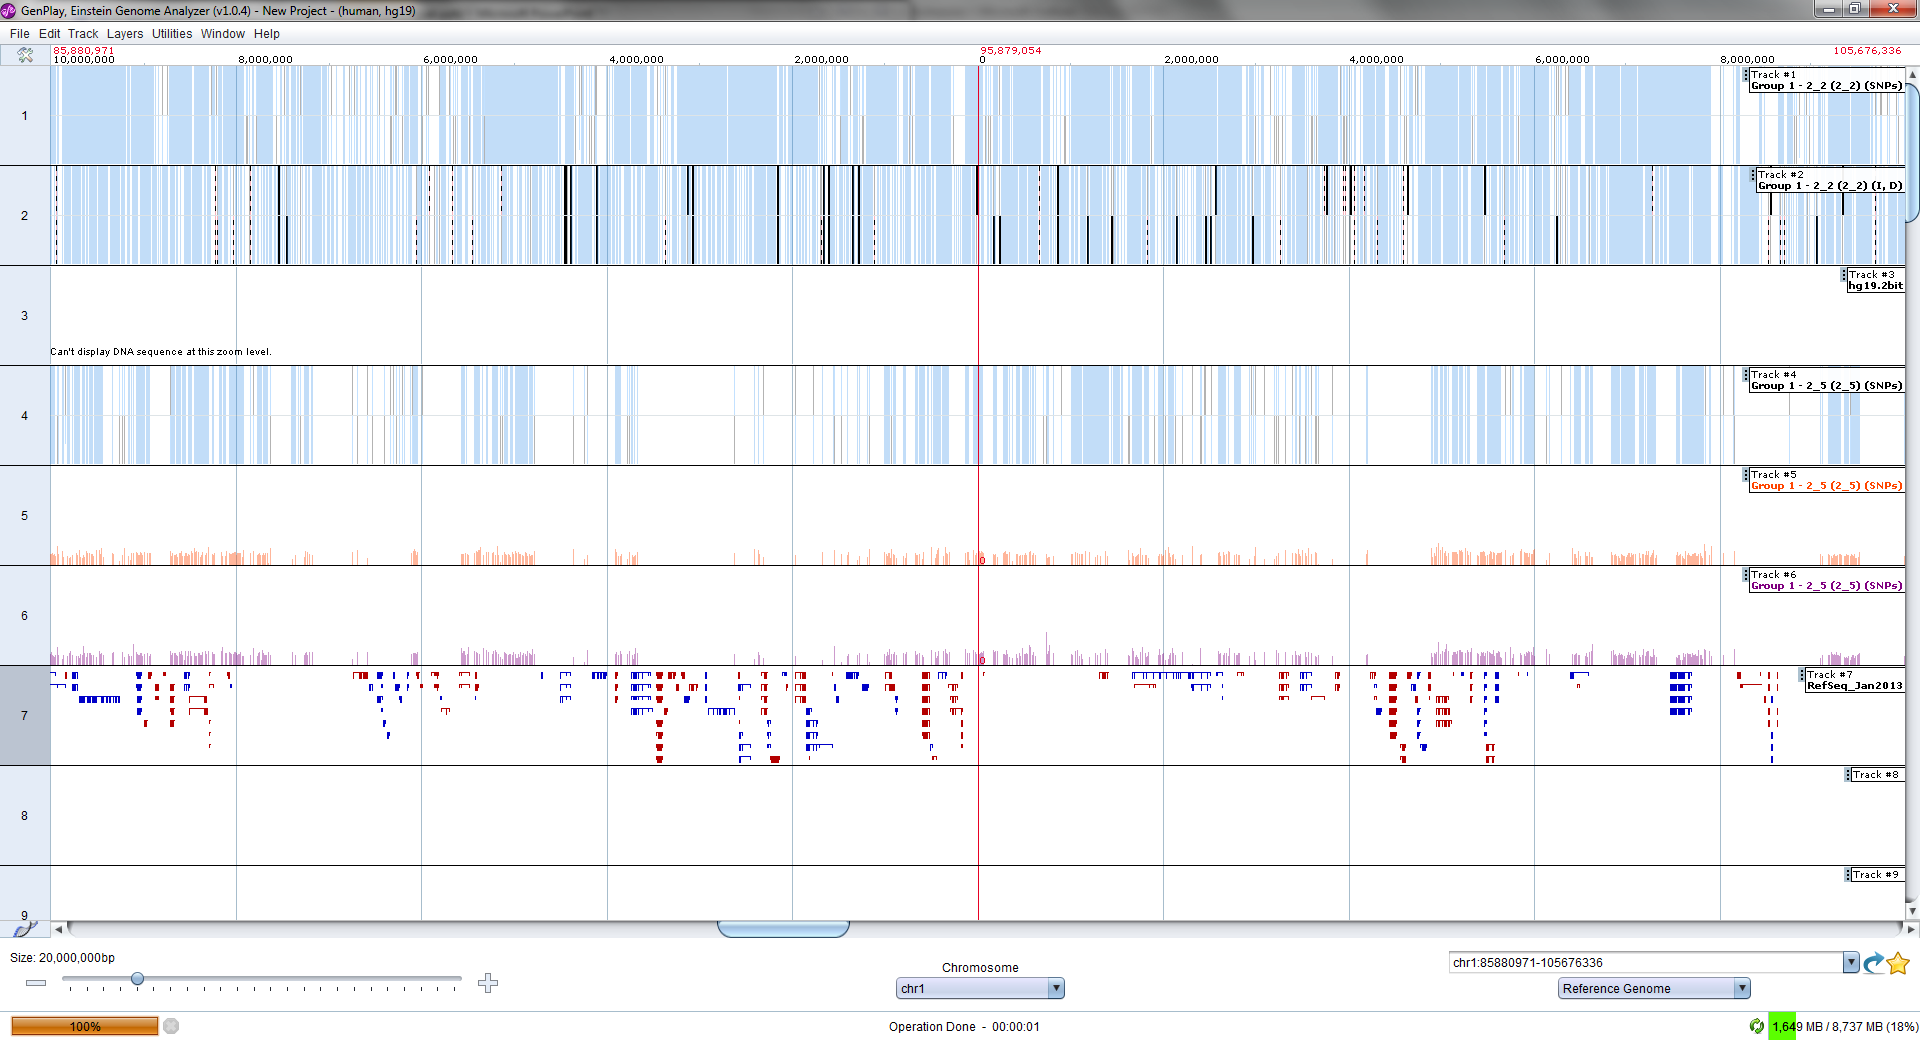 GenPlay, Einstein Genome Analyzer (v1.0.4) - New Project - (human, hg19)
File Edit Track Layers Utilities Window Help
85,880,971 95,879,054 105,676,336
10,000,000 8,000,000 6,000,000 4,000,000 2,000,000 0 2,000,000 4,000,000 6,000,000 8,000,000
1
Track #1
Group 1 - 2_2 (2_2) (SNPs)
2
Track #2
Group 1 - 2_2 (2_2) (I, D)
3
Track #3
hg19.2bit
Can't display DNA sequence at this zoom level.
4
Track #4
Group 1 - 2_5 (2_5) (SNPs)
5
Track #5
Group 1 - 2_5 (2_5) (SNPs)
0
6
Track #6
Group 1 - 2_5 (2_5) (SNPs)
0
7
Track #7
RefSeq_Jan2013
8
Track #8
9
Track #9
Size: 20,000,000bp
Chromosome
chr1
chr1:85880971-105676336
Reference Genome
100%
Operation Done - 00:00:01
1,649 MB / 8,737 MB (18%)